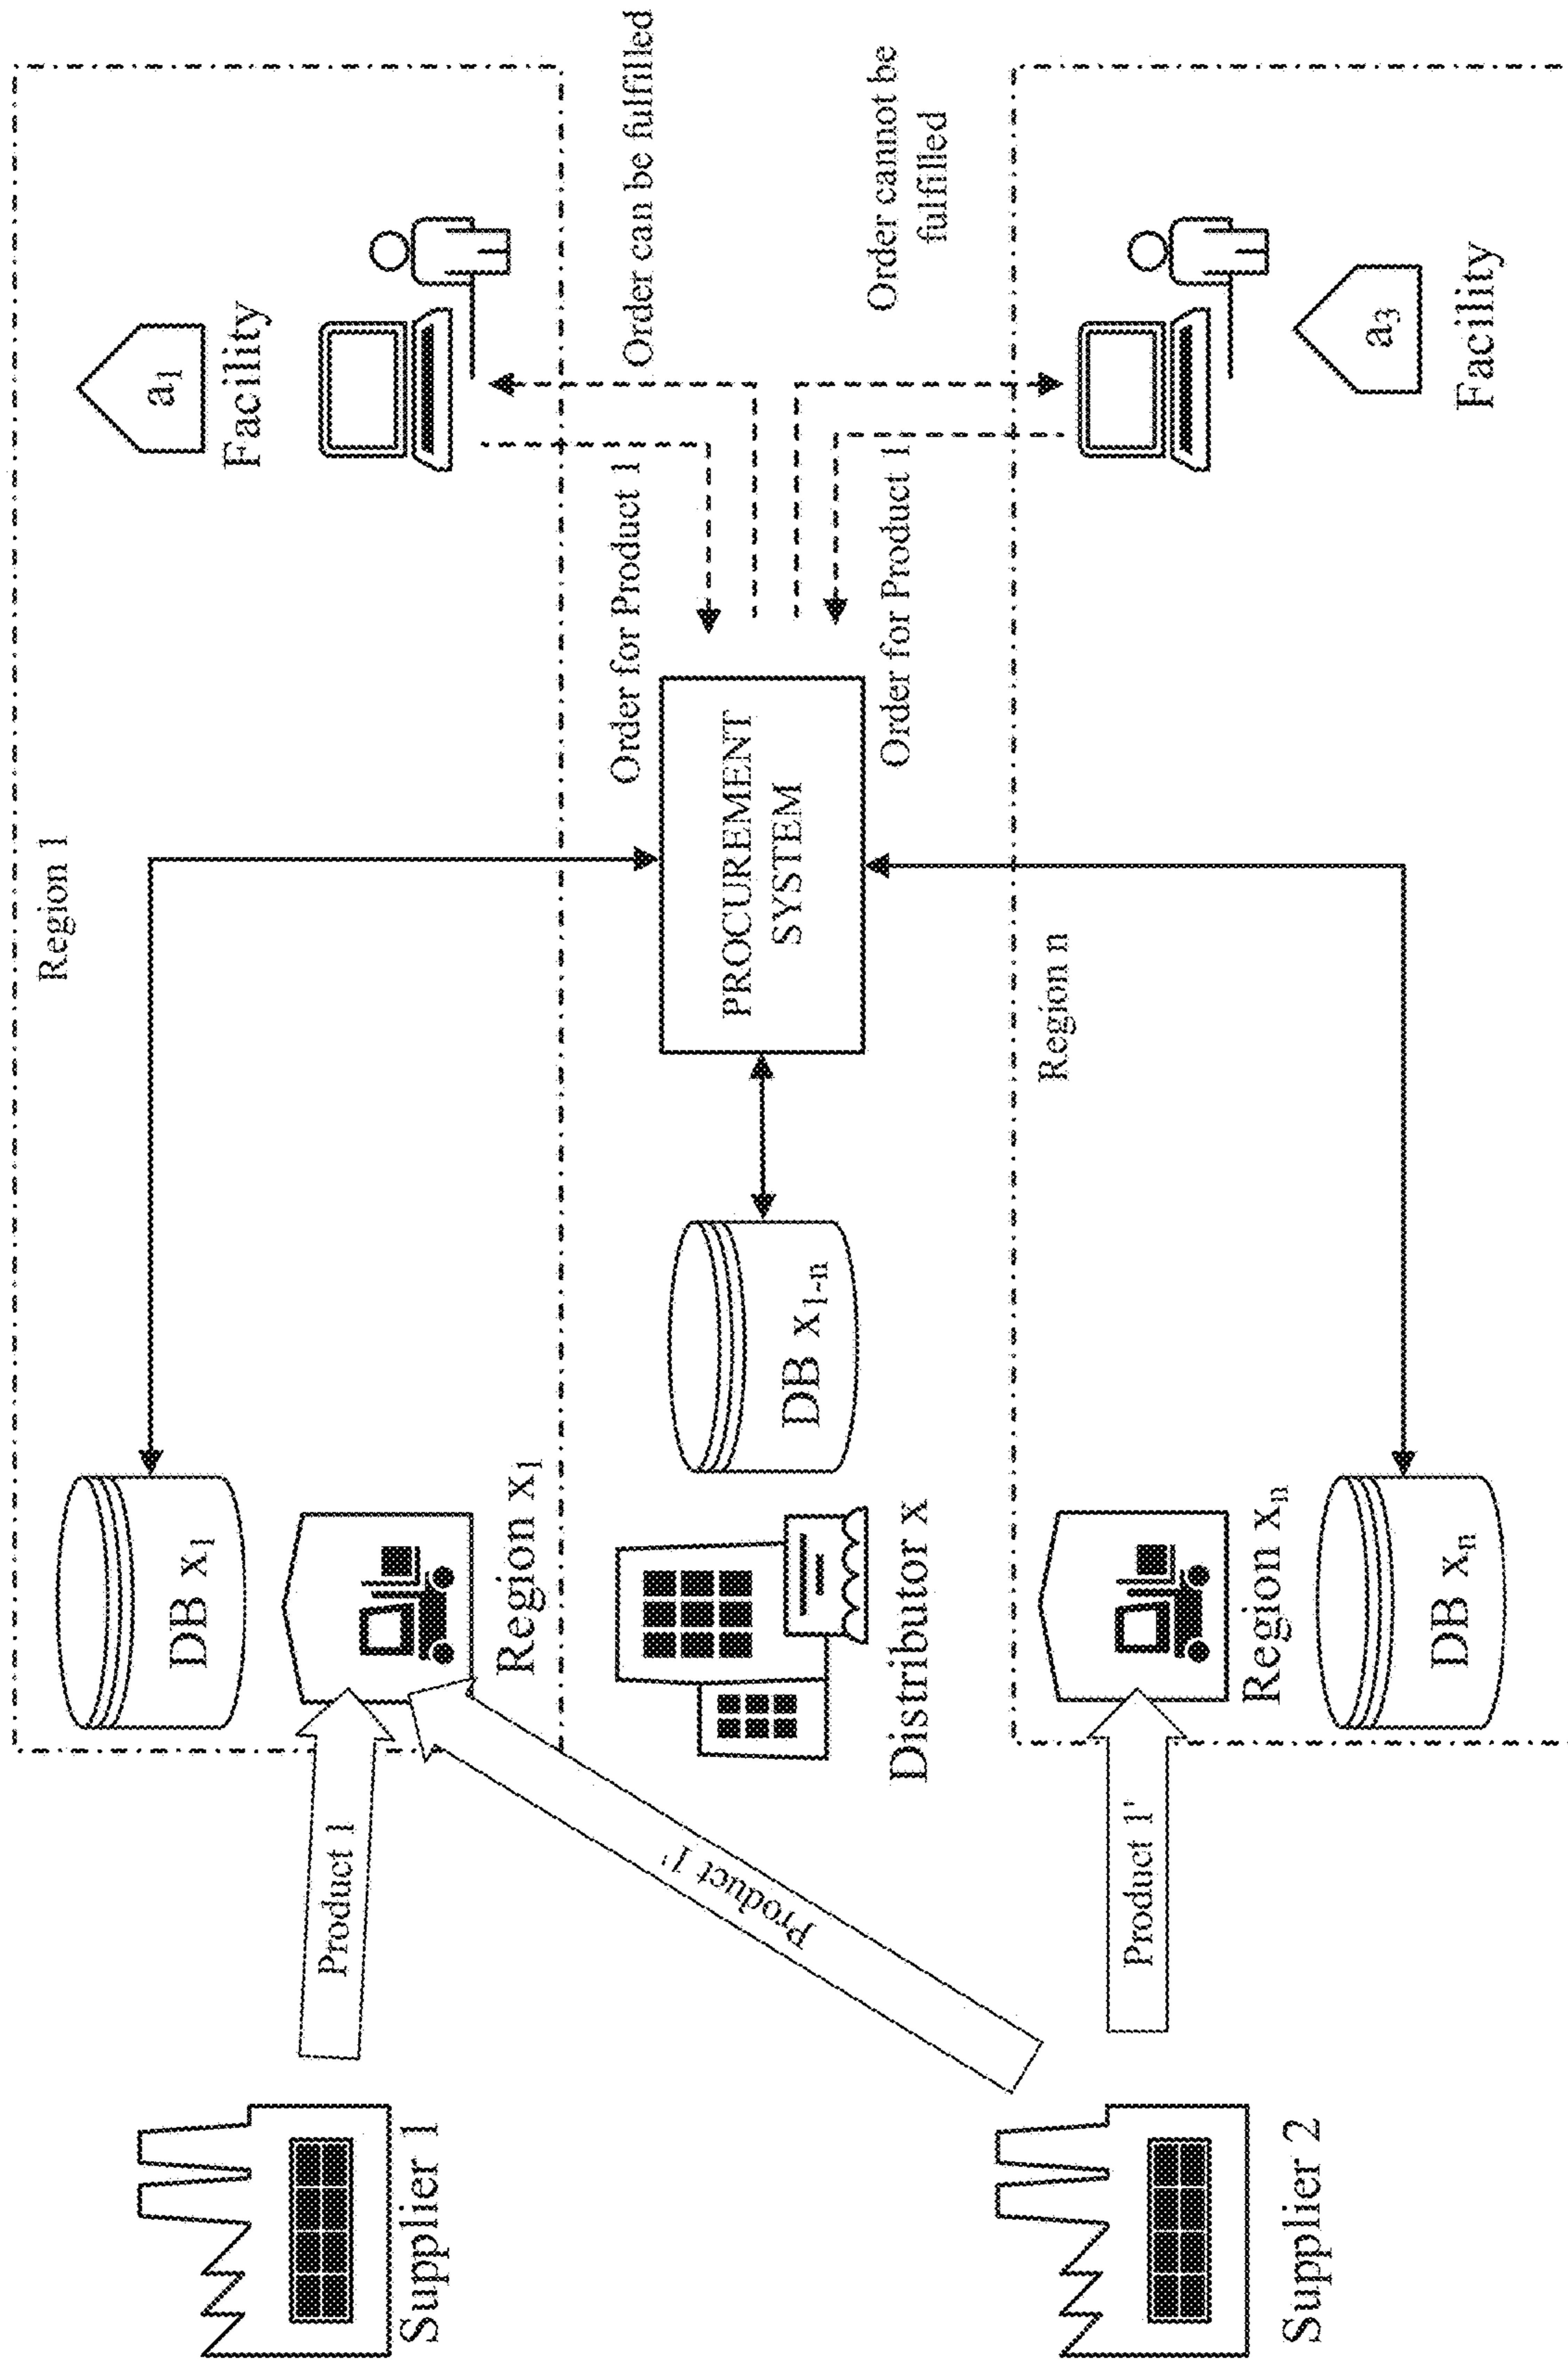 Region 1
DB x1
a1
Facility
Supplier 1
Product 1
Region x1
Order for Product 1
Order can be fulfilled
Product 1'
Distributor x
DB x1-n
PROCUREMENT
SYSTEM
Order for Product 1
Order cannot be
fulfilled
Region n
Supplier 2
Product 1'
Region xn
DB xn
a3
Facility